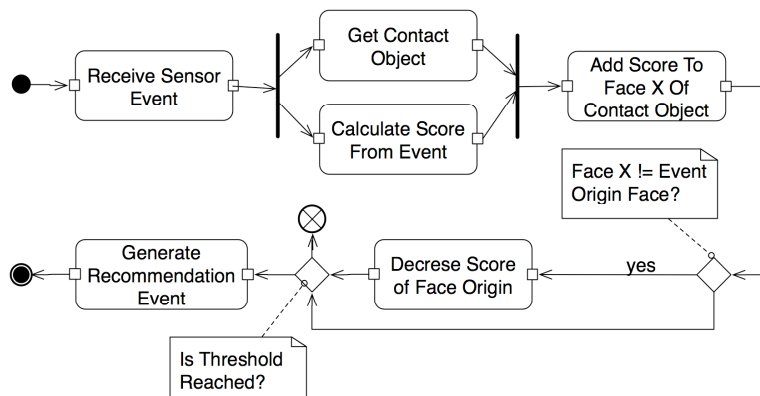 Receive Sensor
Event
Get Contact
Object
Calculate Score
From Event
Add Score To
Face X Of
Contact Object
Face X != Event
Origin Face?
yes
Decrese Score
of Face Origin
Generate
Recommendation
Event
Is Threshold
Reached?